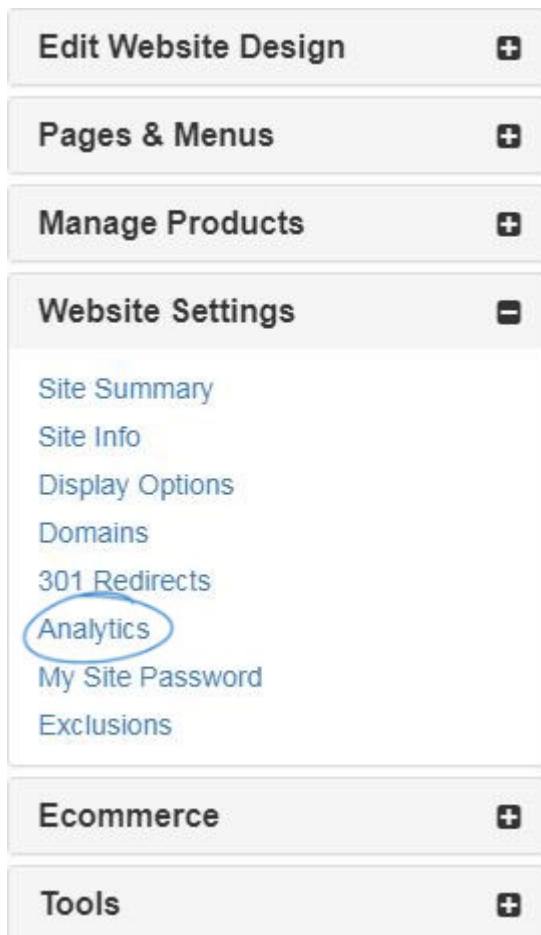 Edit Website Design
Pages & Menus
Manage Products
Website Settings
Site Summary
Site Info
Display Options
Domains
301 Redirects
Analytics
My Site Password
Exclusions
Ecommerce
Tools